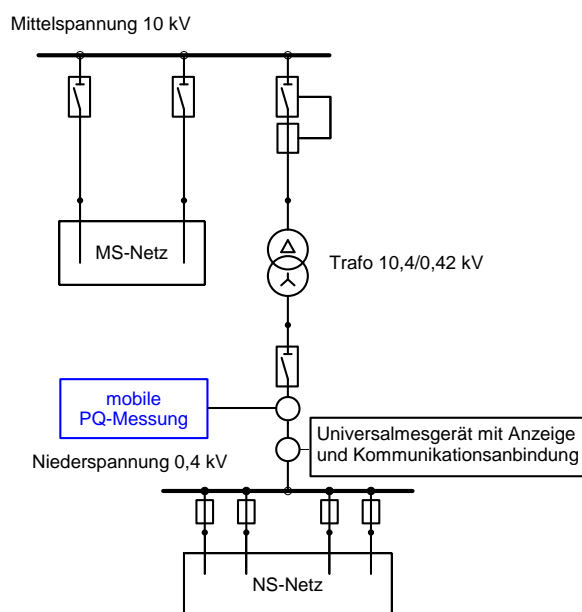 Mittelspannung 10 kV
MS-Netz
Trafo 10,4/0,42 kV
mobile
PQ-Messung
Universalmesgerät mit Anzeige
und Kommunikationsanbindung
Niederspannung 0,4 kV
NS-Netz